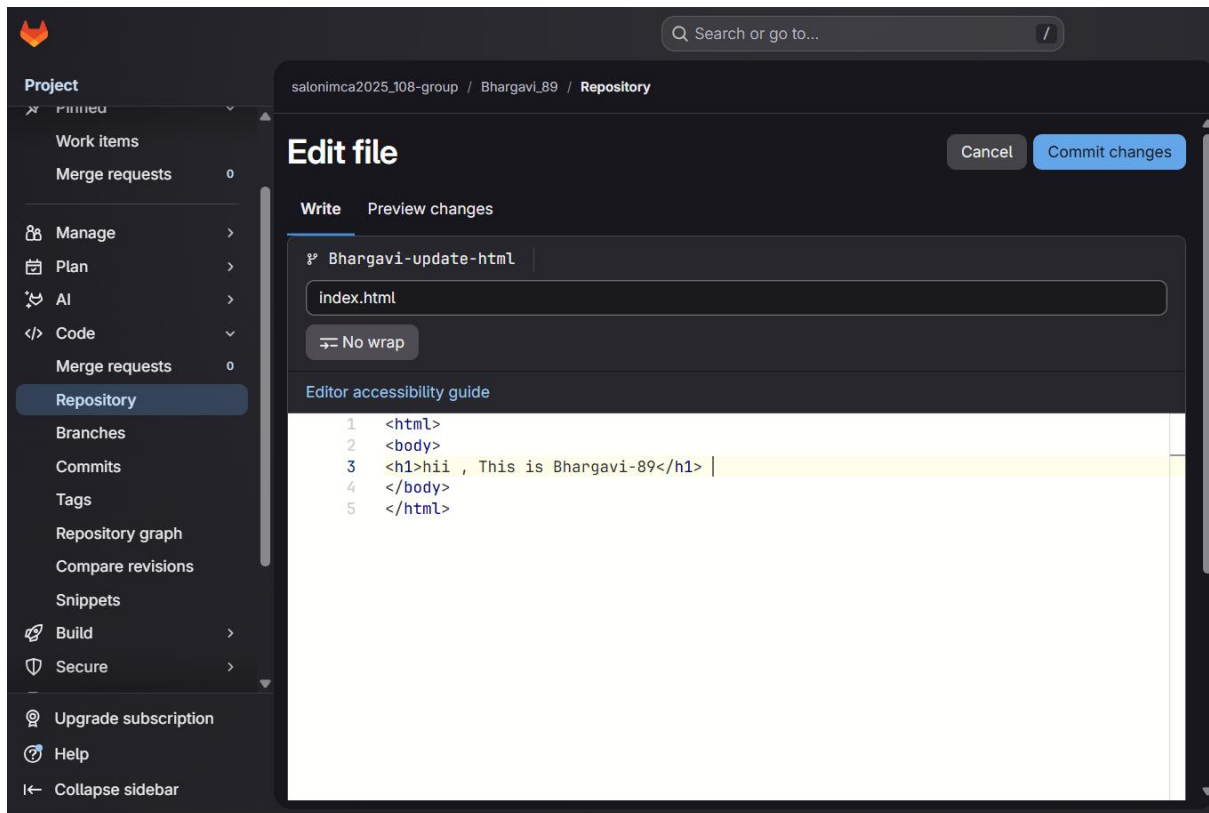 Search or go to...
/
Project
Pinned
Work items
Merge requests 0
Manage
Plan
AI
Code
Merge requests 0
Repository
Branches
Commits
Tags
Repository graph
Compare revisions
Snippets
Build
Secure
Upgrade subscription
Help
Collapse sidebar
salonimca2025_108-group / Bhargavi_89 / Repository
Edit file
Cancel
Commit changes
Write
Preview changes
Bhargavi-update-html
index.html
No wrap
Editor accessibility guide
1 <html>
2 <body>
3 <h1>hii , This is Bhargavi-89</h1>
4 </body>
5 </html>